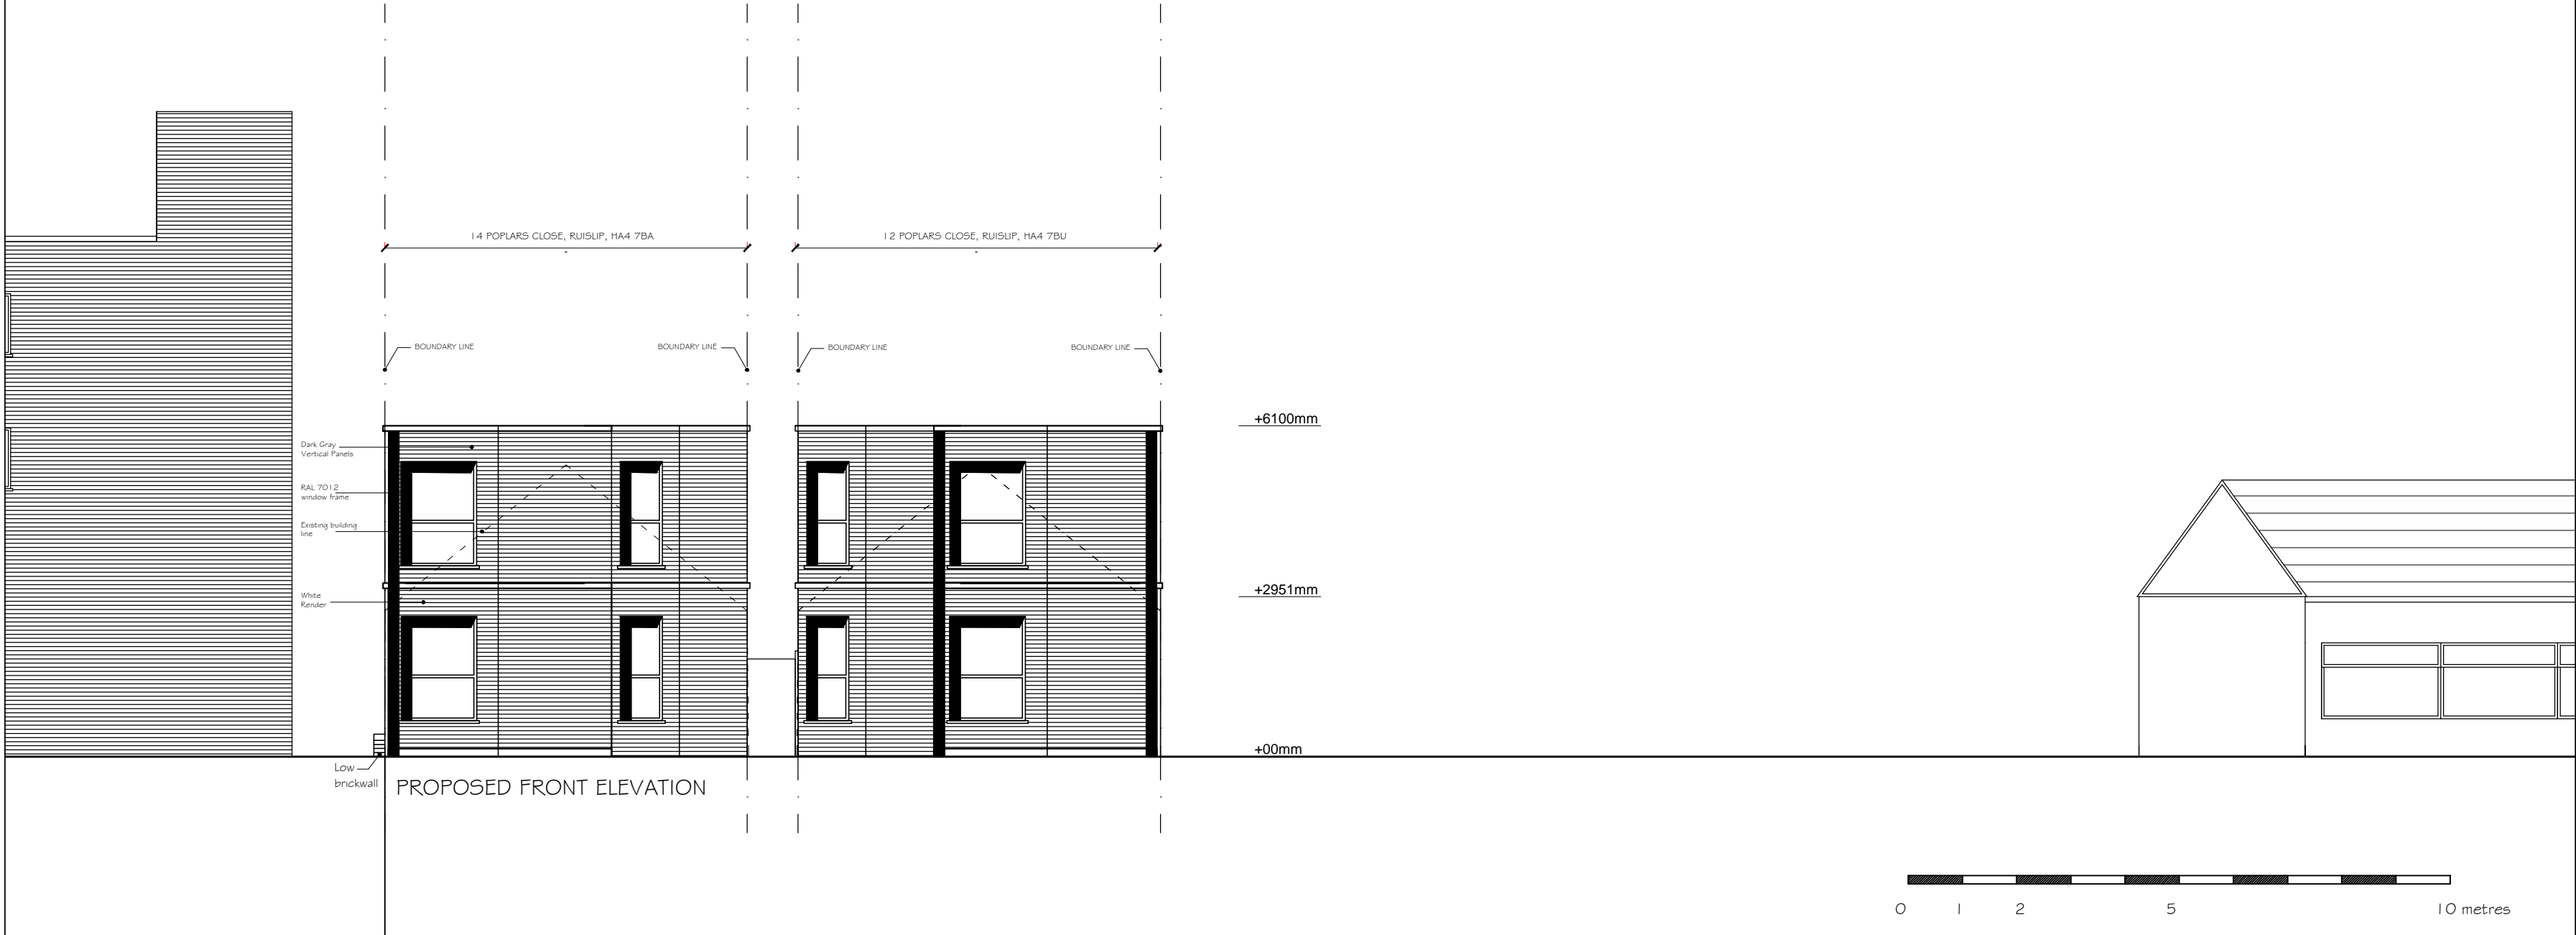 14 POPLARS CLOSE, RUISLIP, HA4 7BA
-
12 POPLARS CLOSE, RUISLIP, HA4 7BU
-
BOUNDARY LINE
BOUNDARY LINE
BOUNDARY LINE
BOUNDARY LINE
+6100mm
Dark Gray
Vertical Panels
RAL 7012
window frame
Existing building
line
+2951mm
White
Render
+00mm
Low
brickwall
PROPOSED FRONT ELEVATION
0 1 2 5 10 metres